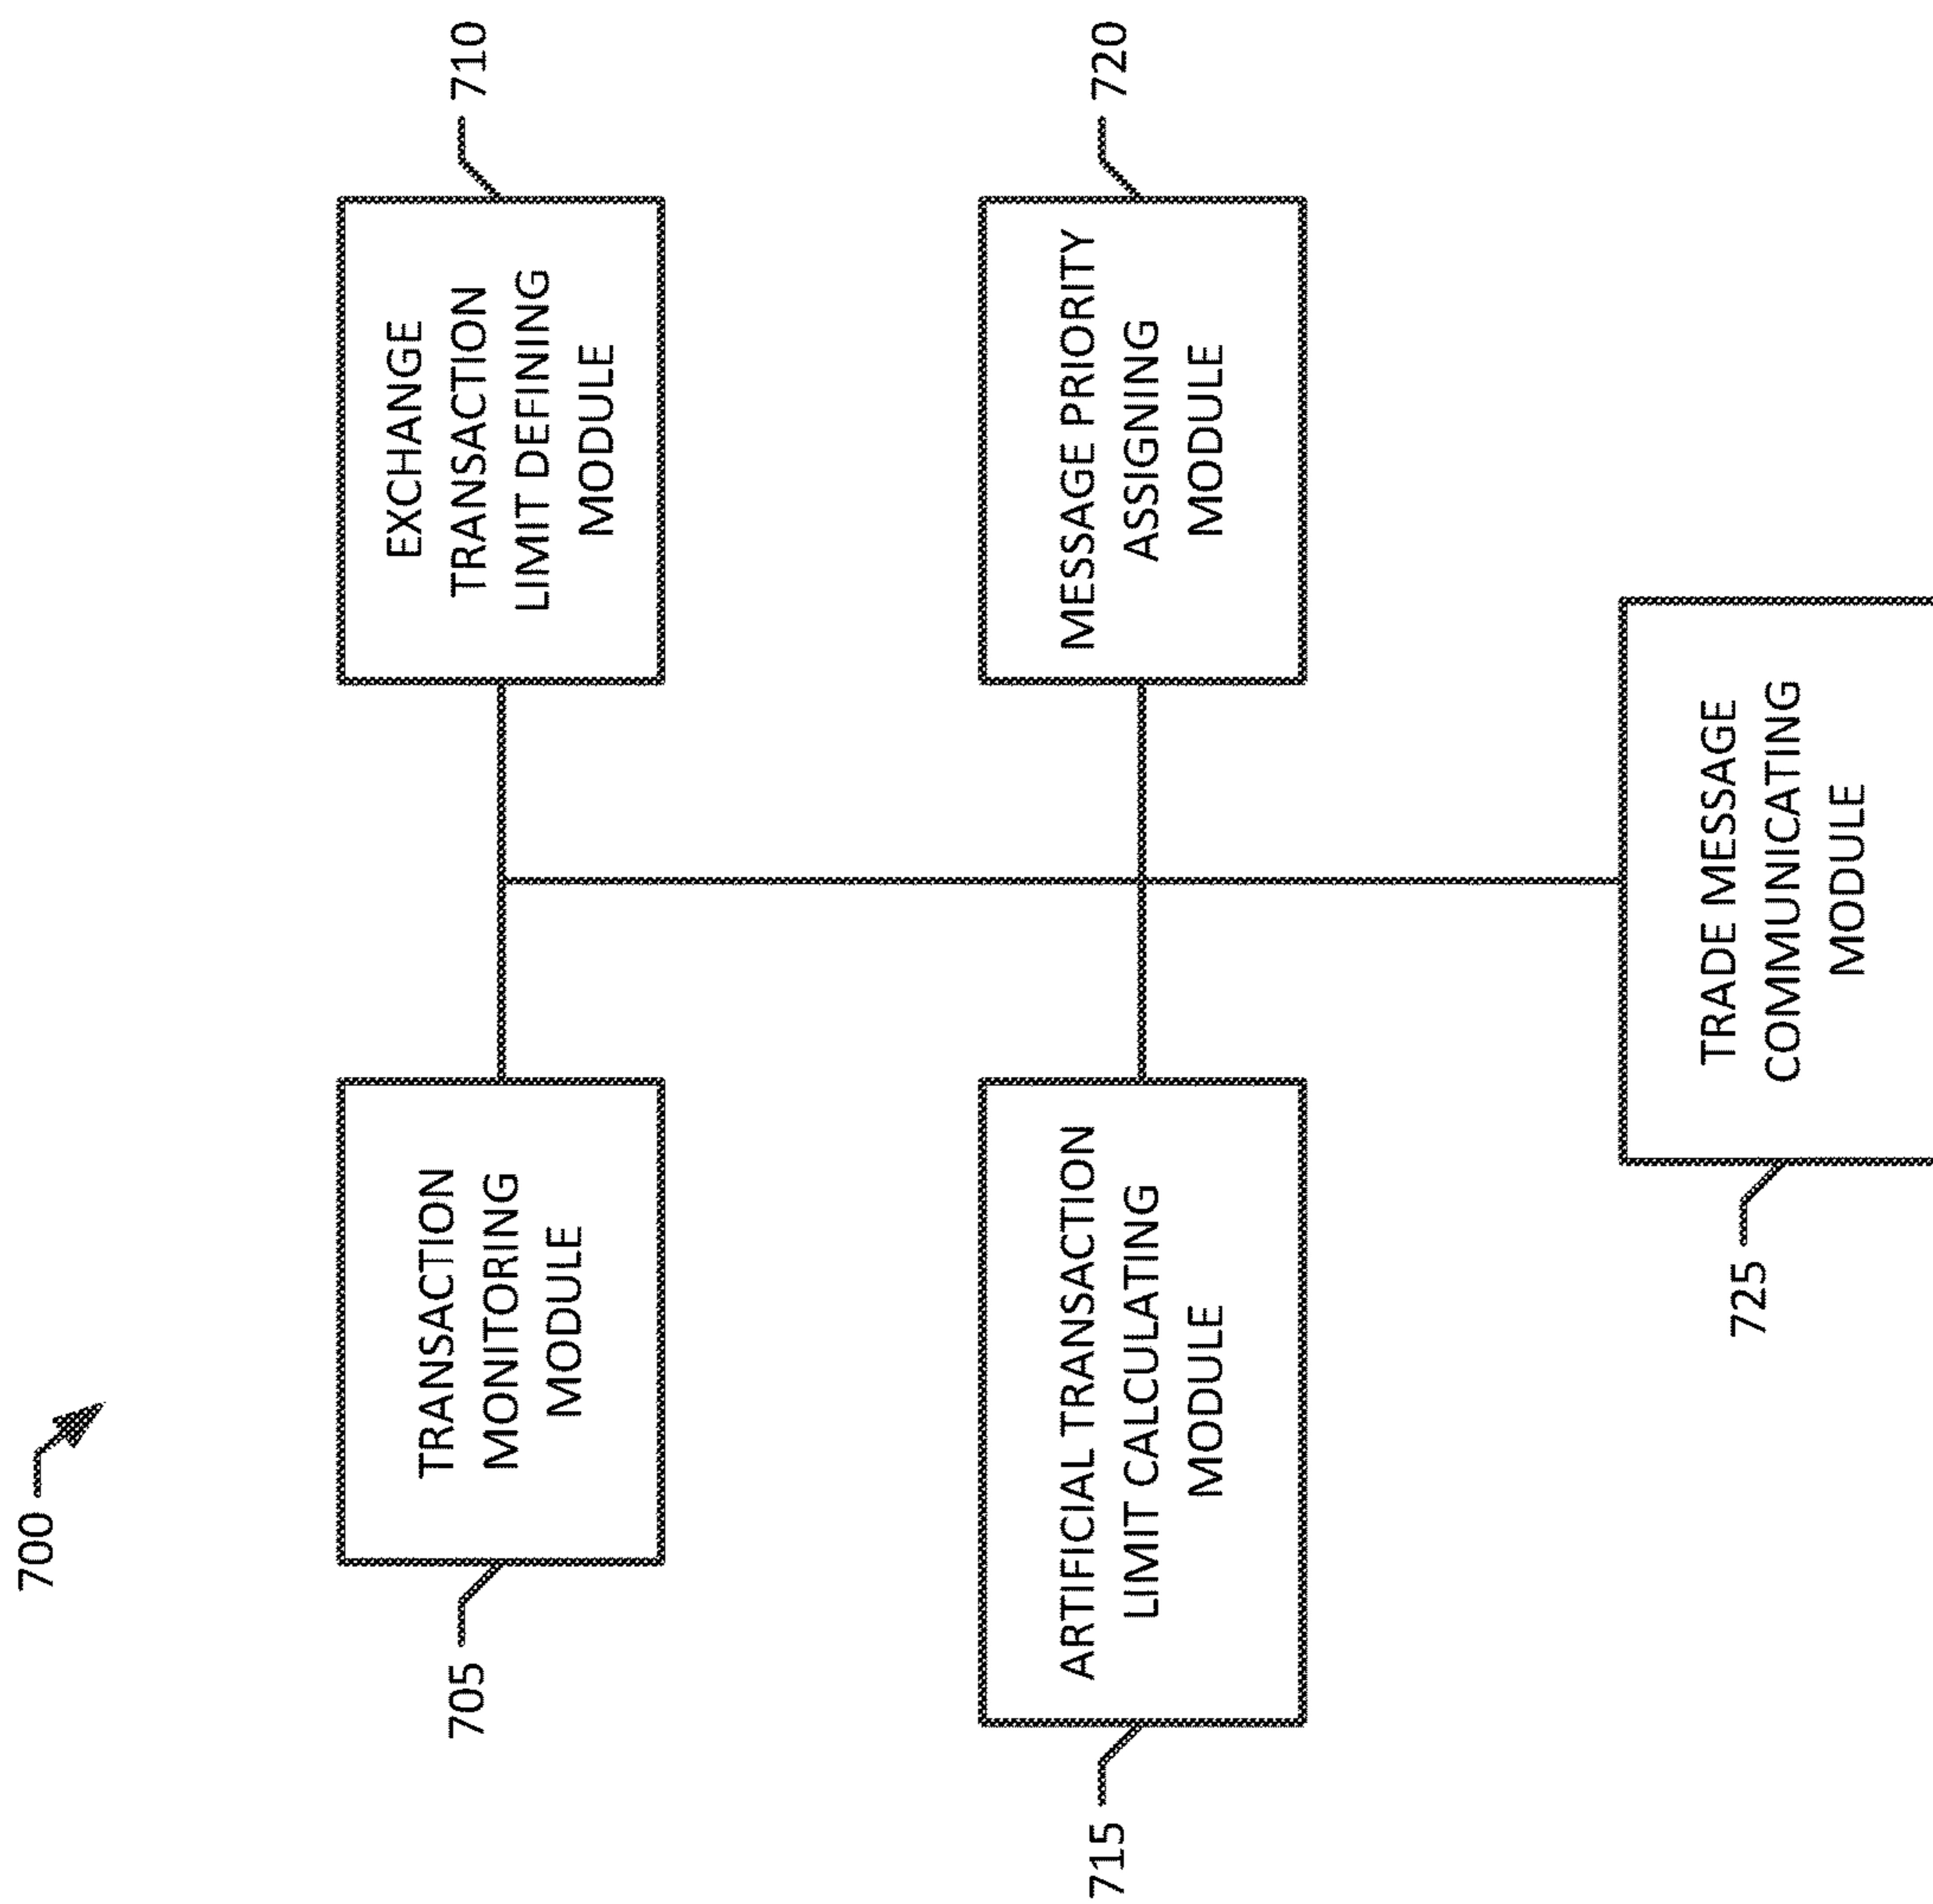 700
705
TRANSACTION
MONITORING
MODULE
EXCHANGE
TRANSACTION
LIMIT DEFINING
MODULE
710
715
ARTIFICIAL TRANSACTION
LIMIT CALCULATING
MODULE
MESSAGE PRIORITY
ASSIGNING
MODULE
720
725
TRADE MESSAGE
COMMUNICATING
MODULE